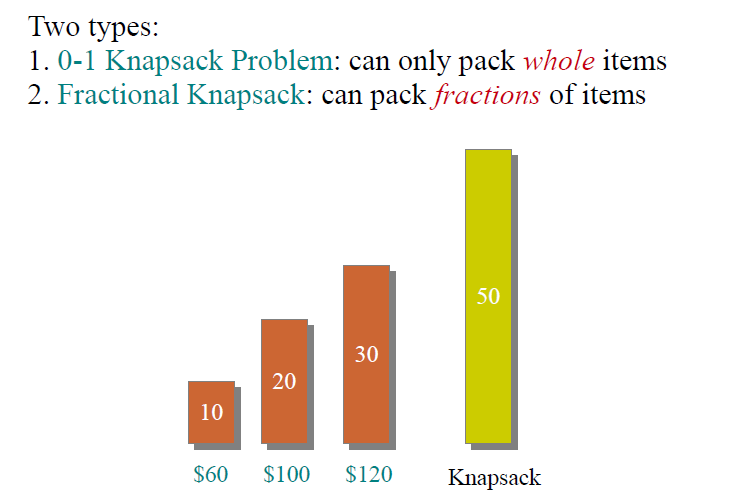 Two types:
1. 0-1 Knapsack Problem: can only pack whole items
2. Fractional Knapsack: can pack fractions of items
50
30
20
10
$60 $100 $120 Knapsack